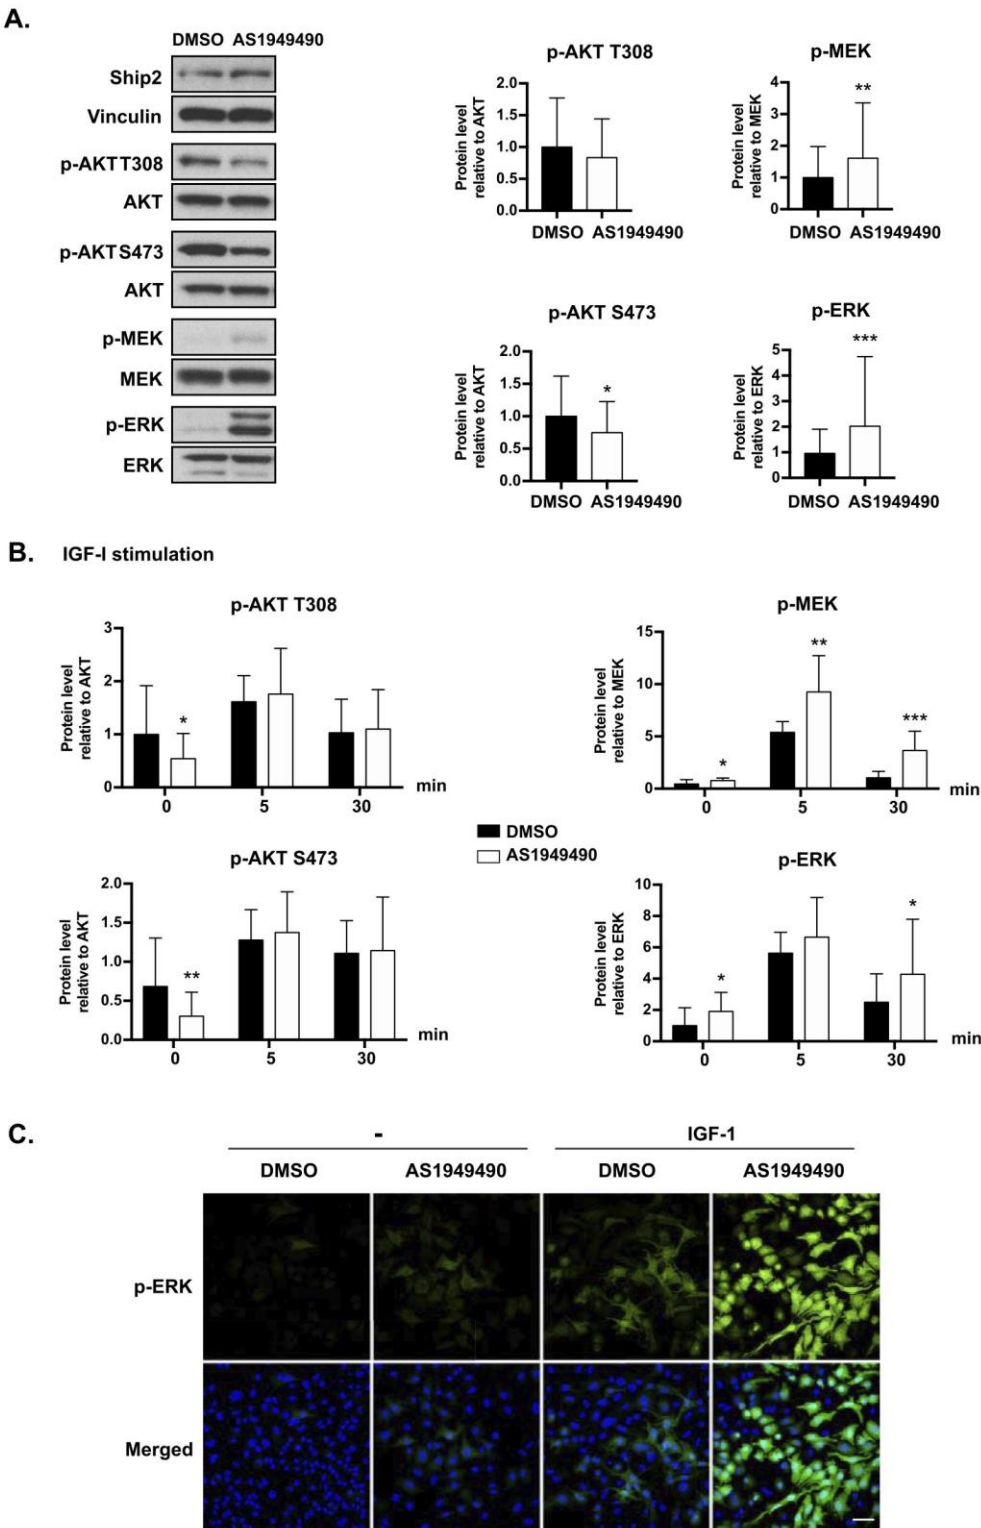 A.
DMSO AS1949490
Ship2
Vinculin
p-AKTT308
AKT
p-AKTS473
AKT
p-MEK
MEK
p-ERK
ERK
p-AKT T308
Protein level
relative to AKT
2.0
1.5
1.0
0.5
0.0
DMSO AS1949490
p-MEK
Protein level
relative to MEK
4
3
2
1
0
**
DMSO AS1949490
p-AKT S473
Protein level
relative to AKT
2.0
1.5
1.0
0.5
0.0
*
DMSO AS1949490
p-ERK
Protein level
relative to ERK
5
4
3
2
1
0
***
DMSO AS1949490
B. IGF-I stimulation
p-AKT T308
Protein level
relative to AKT
3
2
1
0
*
0 5 30 min
p-MEK
Protein level
relative to MEK
15
10
5
0
* ** ***
0 5 30 min
DMSO
AS1949490
p-AKT S473
Protein level
relative to AKT
2.0
1.5
1.0
0.5
0.0
**
0 5 30 min
p-ERK
Protein level
relative to ERK
10
8
6
4
2
0
* *
0 5 30 min
C.
- IGF-1
DMSO AS1949490 DMSO AS1949490
p-ERK
Merged